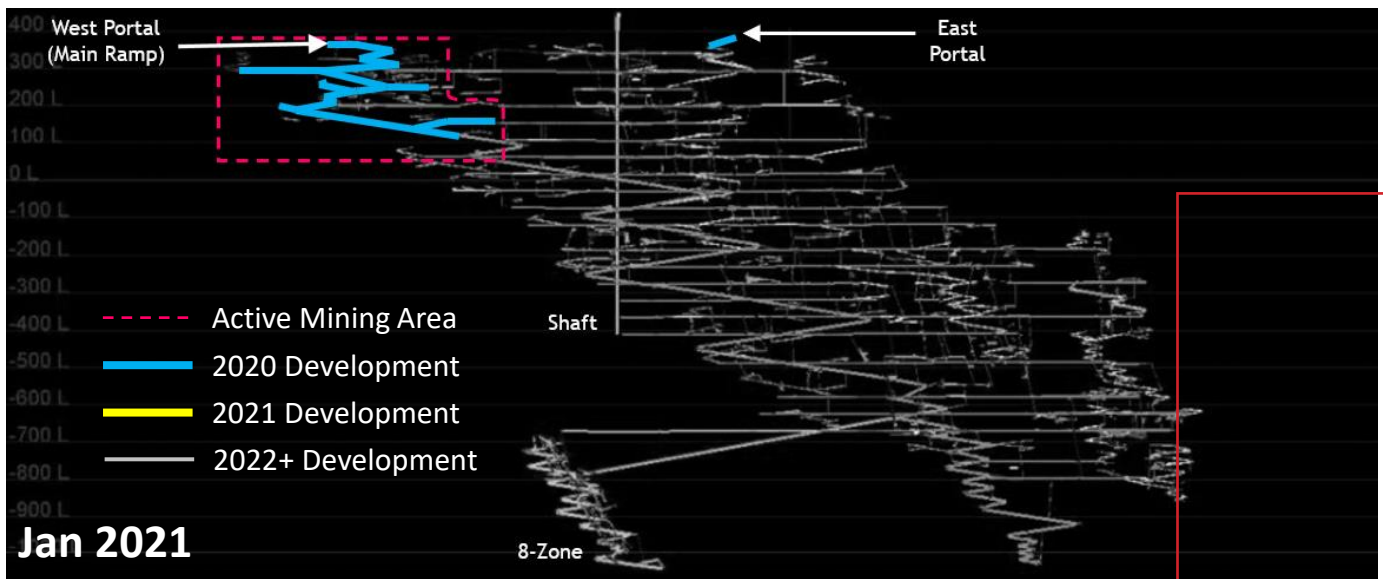 400 L
West Portal
(Main Ramp)
East
Portal
300 L
200 L
100 L
0 L
-100 L
-200 L
-300 L
-400 L
-500 L
-600 L
-700 L
-800 L
-900 L
Active Mining Area
2020 Development
2021 Development
2022+ Development
Shaft
8-Zone
Jan 2021